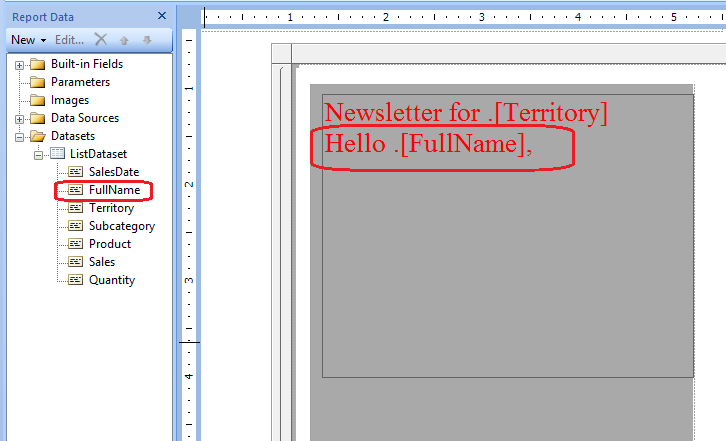 Report Data
New Edit...
Built-in Fields
Parameters
Images
Data Sources
Datasets
ListDataset
SalesDate
FullName
Territory
Subcategory
Product
Sales
Quantity
1 2 3 4 5
1
2
3
4
Newsletter for .[Territory]
Hello .[FullName],